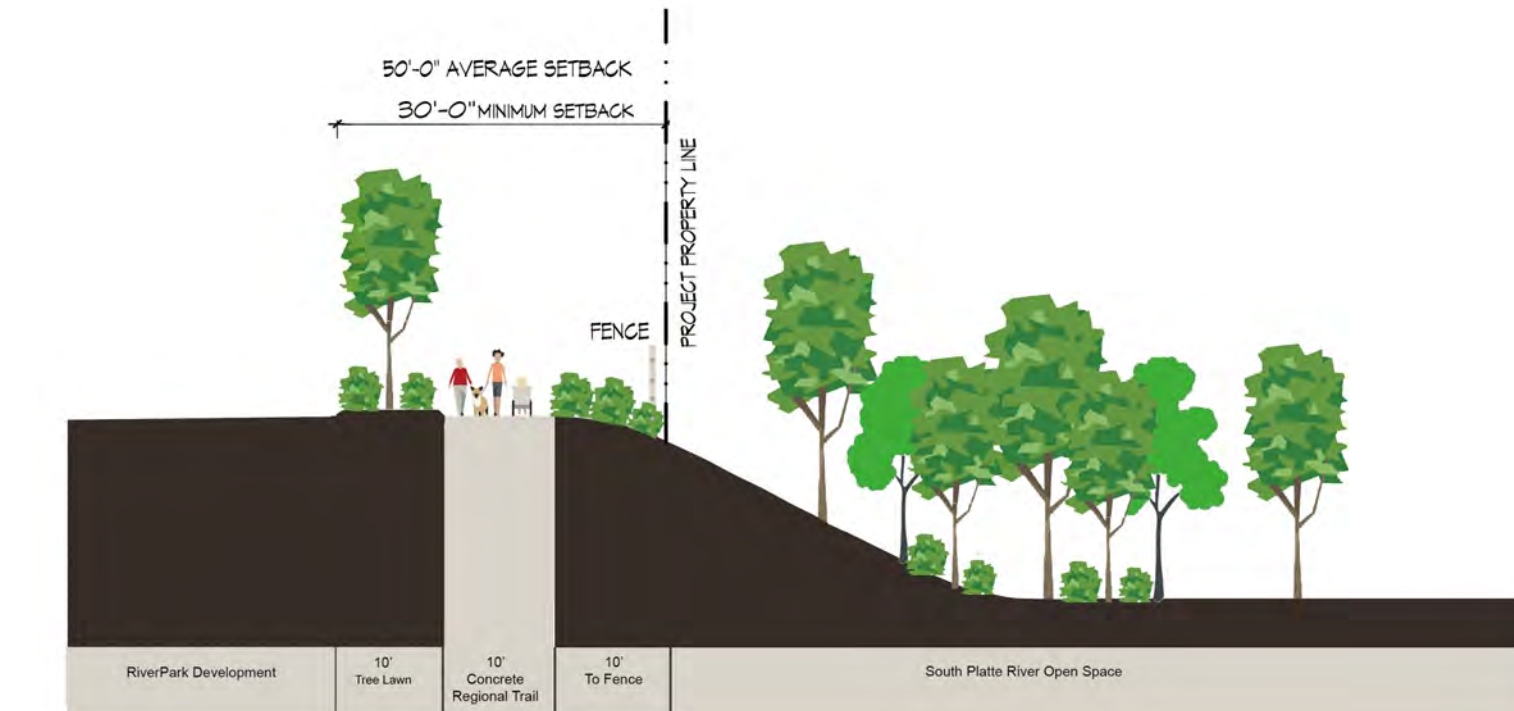 50'-0" AVERAGE SETBACK
30'-0" MINIMUM SETBACK
PROJECT PROPERTY LINE
FENCE
RiverPark Development
10'
Tree Lawn
10'
Concrete
Regional Trail
10'
To Fence
South Platte River Open Space